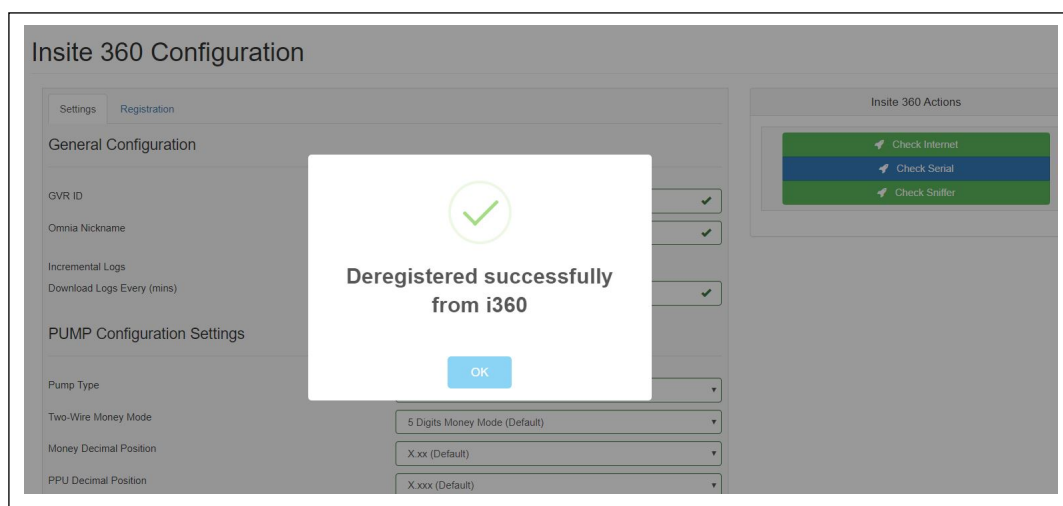 Insite 360 Configuration
Settings
Registration
Insite 360 Actions
General Configuration
Check Internet
Check Serial
Check Sniffer
GVR ID
Omnia Nickname
Incremental Logs
Download Logs Every (mins)
Deregistered successfully
from i360
OK
PUMP Configuration Settings
Pump Type
Two-Wire Money Mode
5 Digits Money Mode (Default)
Money Decimal Position
X.xx (Default)
PPU Decimal Position
X.xxx (Default)